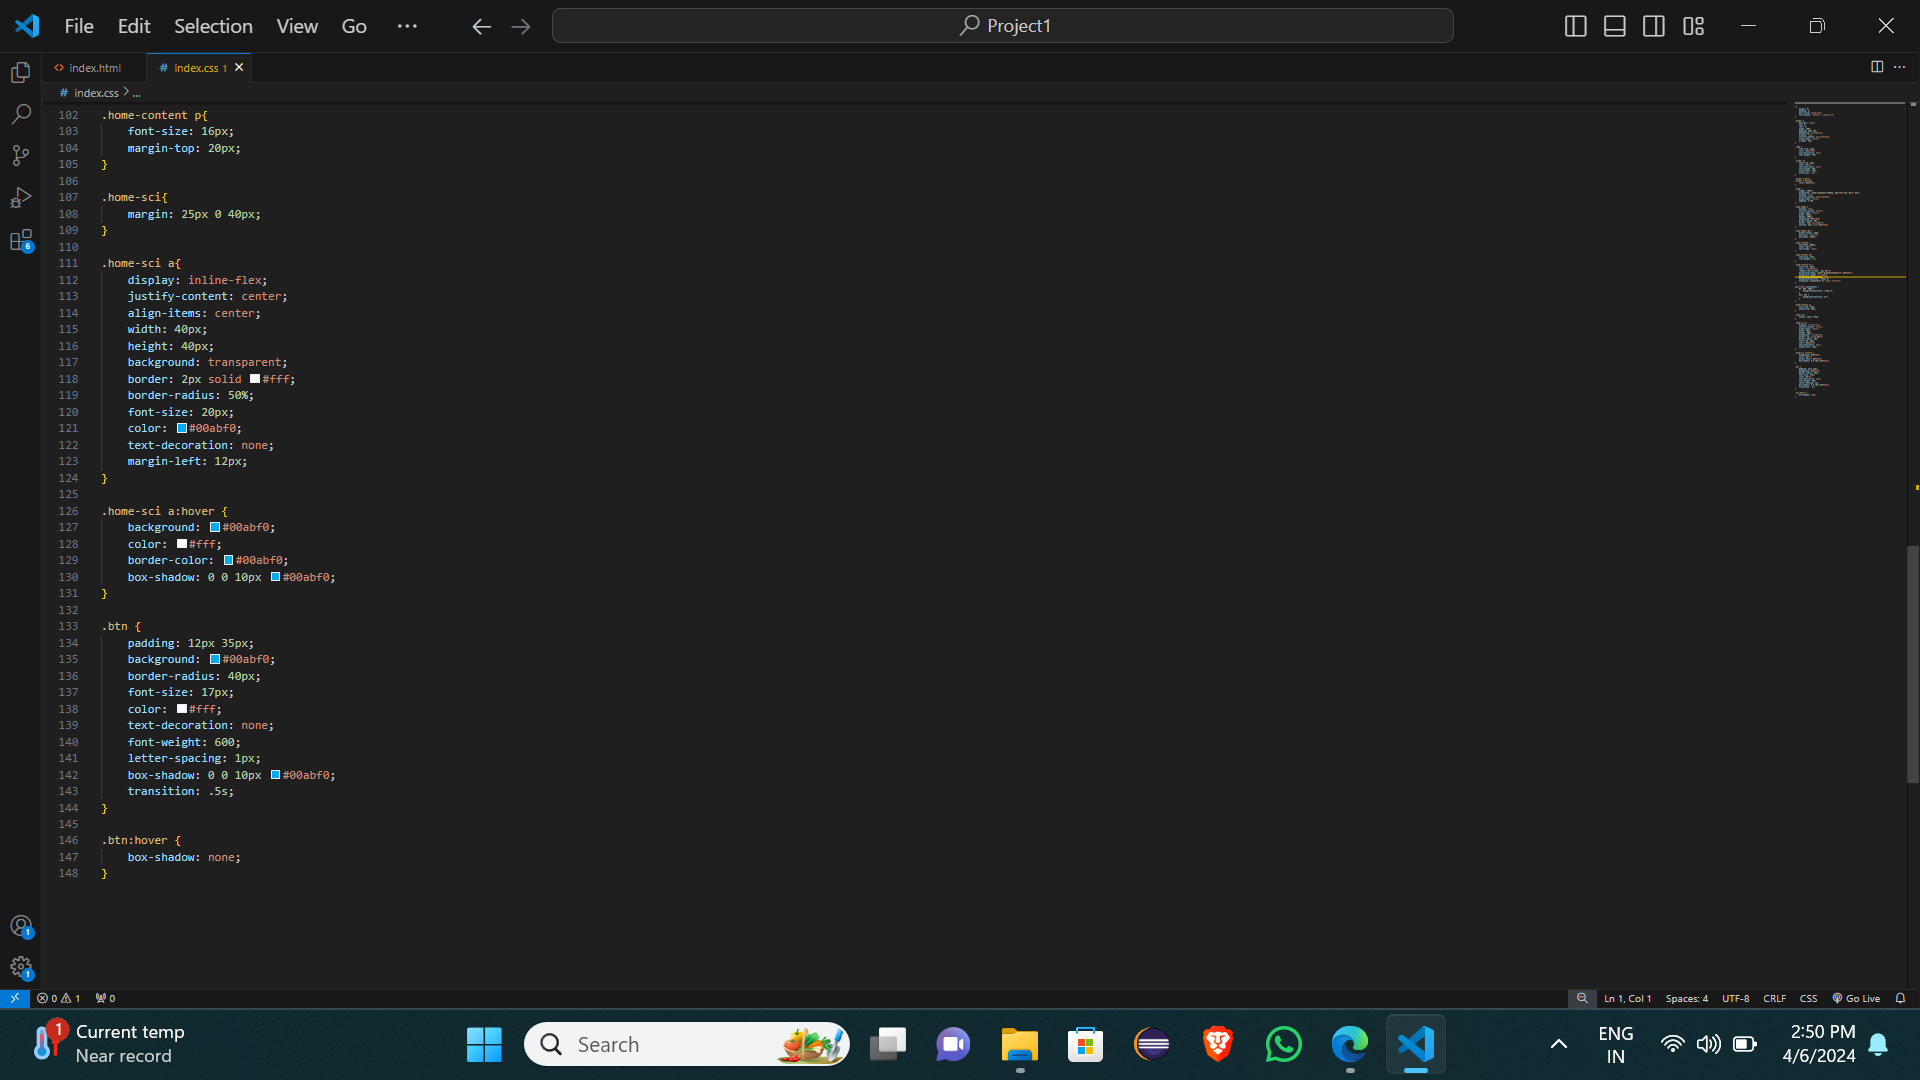 File Edit Selection View Go ···
Project1
index.html
# index.css 1
# index.css > ...
102 .home-content p{
103 font-size: 16px;
104 margin-top: 20px;
105 }
106
107 .home-sci{
108 margin: 25px 0 40px;
109 }
110
111 .home-sci a{
112 display: inline-flex;
113 justify-content: center;
114 align-items: center;
115 width: 40px;
116 height: 40px;
117 background: transparent;
118 border: 2px solid #fff;
119 border-radius: 50%;
120 font-size: 20px;
121 color: #00abf0;
122 text-decoration: none;
123 margin-left: 12px;
124 }
125
126 .home-sci a:hover {
127 background: #00abf0;
128 color: #fff;
129 border-color: #00abf0;
130 box-shadow: 0 0 10px #00abf0;
131 }
132
133 .btn {
134 padding: 12px 35px;
135 background: #00abf0;
136 border-radius: 40px;
137 font-size: 17px;
138 color: #fff;
139 text-decoration: none;
140 font-weight: 600;
141 letter-spacing: 1px;
142 box-shadow: 0 0 10px #00abf0;
143 transition: .5s;
144 }
145
146 .btn:hover {
147 box-shadow: none;
148 }
6
1
1
0 1 0
Ln 1, Col 1 Spaces: 4 UTF-8 CRLF CSS Go Live
1
Current temp
Near record
Search
ENG
IN
2:50 PM
4/6/2024